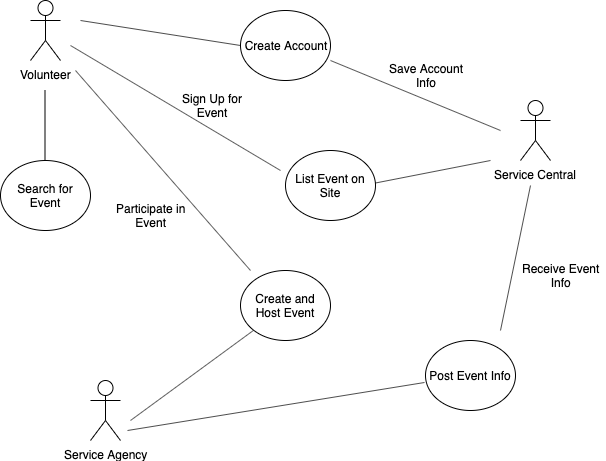 Create Account
Volunteer
Save Account
Info
Sign Up for
Event
Service Central
List Event on
Site
Search for
Event
Participate in
Event
Receive Event
Info
Create and
Host Event
Post Event Info
Service Agency